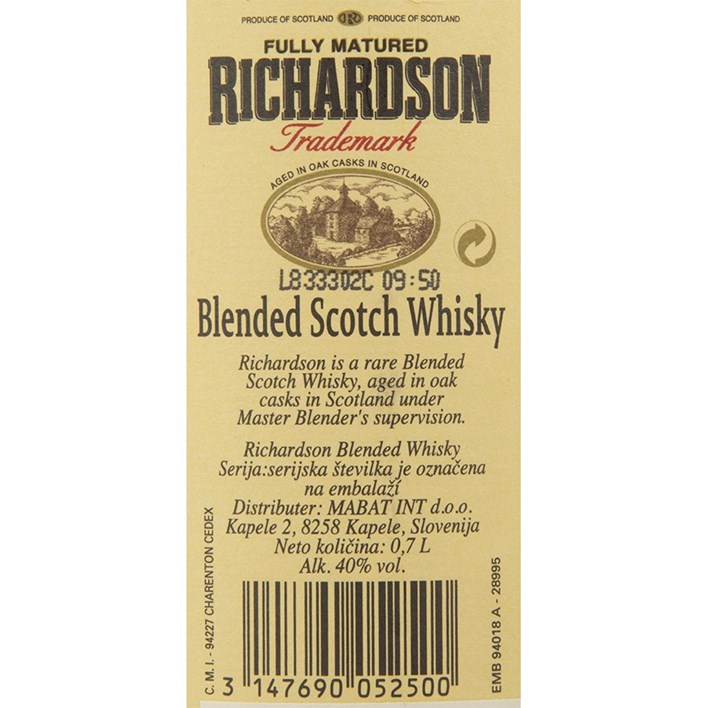 PRODUCE OF SCOTLAND R PRODUCE OF SCOTLAND
FULLY MATURED
RICHARDSON
Trademark
AGED IN OAK CASKS IN SCOTLAND
L833302C 09:50
Blended Scotch Whisky
Richardson is a rare Blended
Scotch Whisky, aged in oak
casks in Scotland under
Master Blender's supervision.
Richardson Blended Whisky
Serija:serijska številka je označena
na embalaží
Distributer: MABAT INT d.o.o.
Kapele 2, 8258 Kapele, Slovenija
Neto količina: 0,7 L
Alk. 40% vol.
C. M. I. - 94227 CHARENTON CEDEX
EMB 94018 A - 28995
3 147690 052500